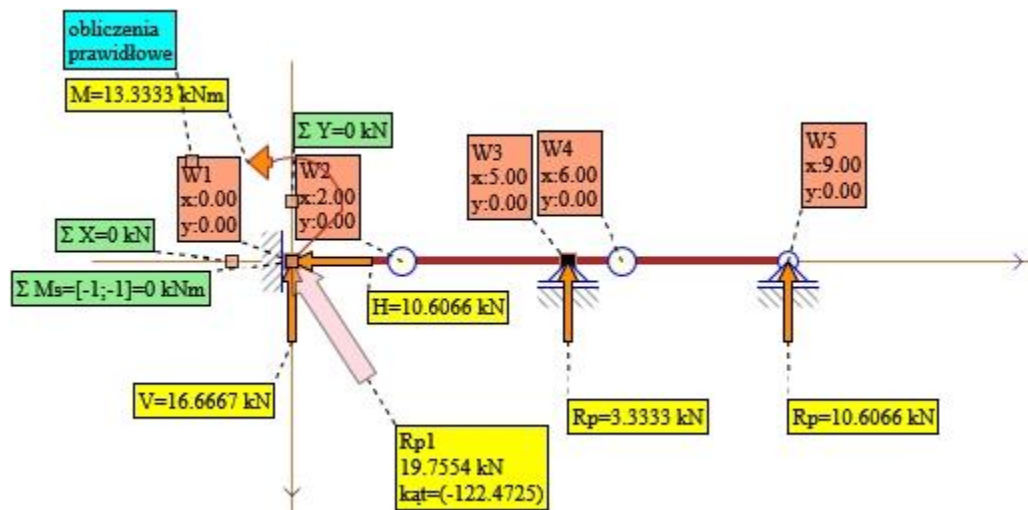 obliczenia
prawidłowe
M=13.3333 kNm
Σ Y=0 kN
W1
x:0.00
y:0.00
W2
x:2.00
y:0.00
W3
x:5.00
y:0.00
W4
x:6.00
y:0.00
W5
x:9.00
y:0.00
Σ X=0 kN
Σ Ms=[-1;-1]=0 kNm
H=10.6066 kN
V=16.6667 kN
Rp1
19.7554 kN
kąt=(-122.4725)
Rp=3.3333 kN
Rp=10.6066 kN